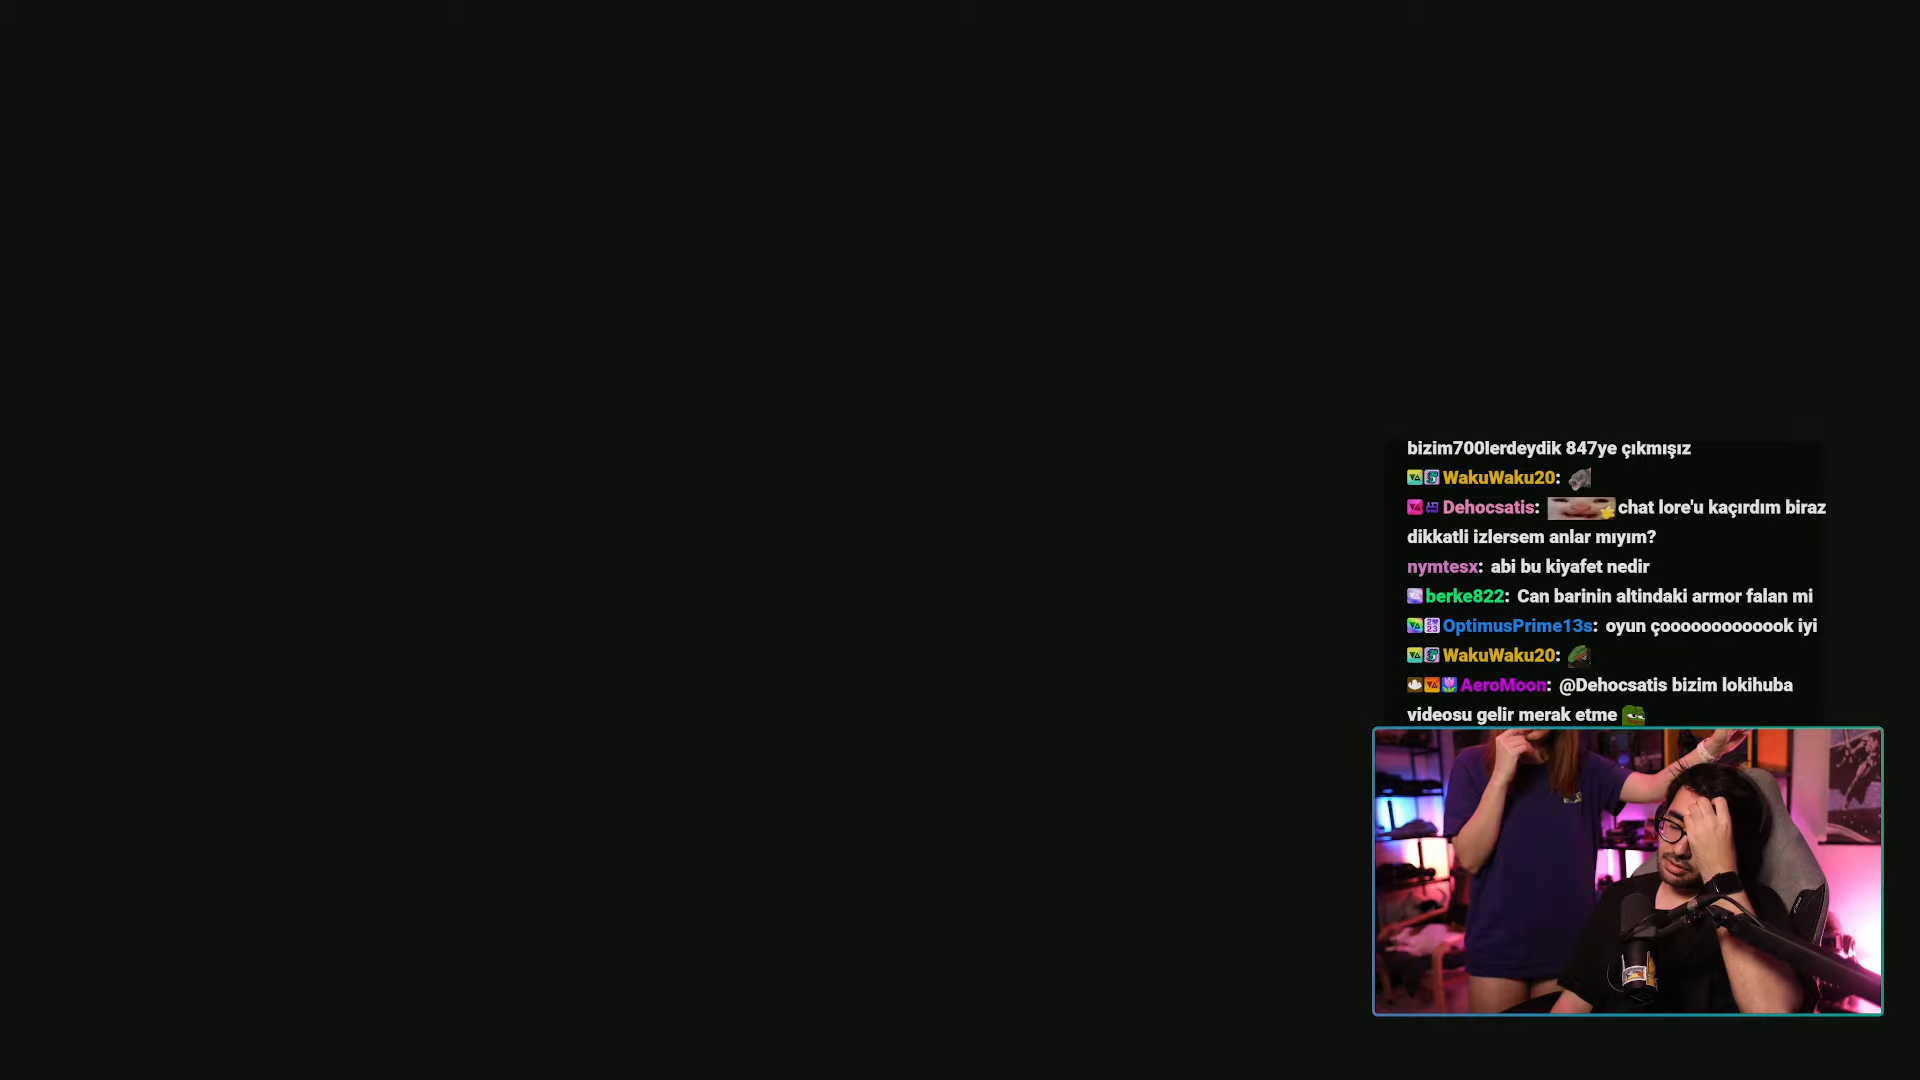 bizim700lerdeydik 847ye çıkmışız
WakuWaku20:
Dehocsatis: chat lore'u kaçırdım biraz
dikkatli izlersem anlar mıyım?
nymtesx: abi bu kiyafet nedir
berke822: Can barinin altindaki armor falan mi
OptimusPrime13s: oyun çoooooooooooook iyi
WakuWaku20:
AeroMoon: @Dehocsatis bizim lokihuba
videosu gelir merak etme